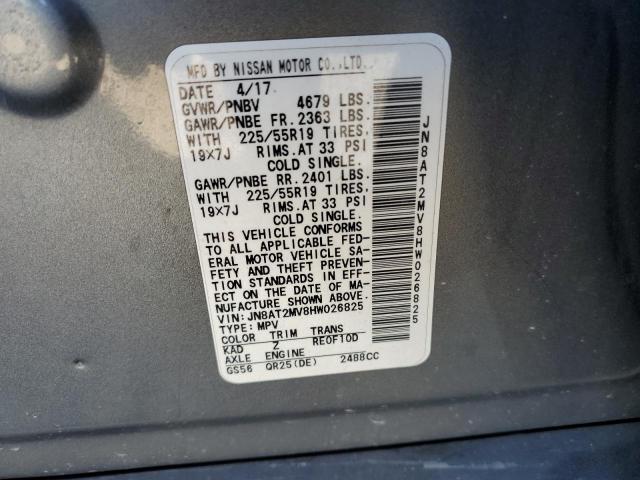 MFD BY NISSAN MOTOR CO.,LTD.
DATE 4/17
GVWR/PNBV 4679 LBS.
GAWR/PNBE FR. 2363 LBS.
WITH 225/55R19 TIRES.
19X7J RIMS.AT 33 PSI
COLD SINGLE.
GAWR/PNBE RR. 2401 LBS.
WITH 225/55R19 TIRES.
19X7J RIMS.AT 33 PSI
COLD SINGLE.
THIS VEHICLE CONFORMS
TO ALL APPLICABLE FED-
ERAL MOTOR VEHICLE SA-
FETY AND THEFT PREVEN-
TION STANDARDS IN EFF-
ECT ON THE DATE OF MA-
NUFACTURE SHOWN ABOVE.
VIN: JN8AT2MV8HW026825
TYPE: MPV
COLOR TRIM TRANS
KAD Z RE0F10D
AXLE ENGINE
GS56 QR25(DE) 2488CC
JN8AT2MV8HW026825